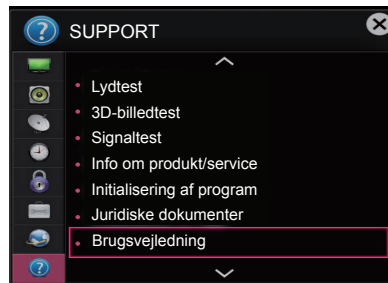 SUPPORT
Lydtest
3D-billedtest
Signaltest
Info om produkt/service
Initialisering af program
Juridiske dokumenter
Brugsvejledning